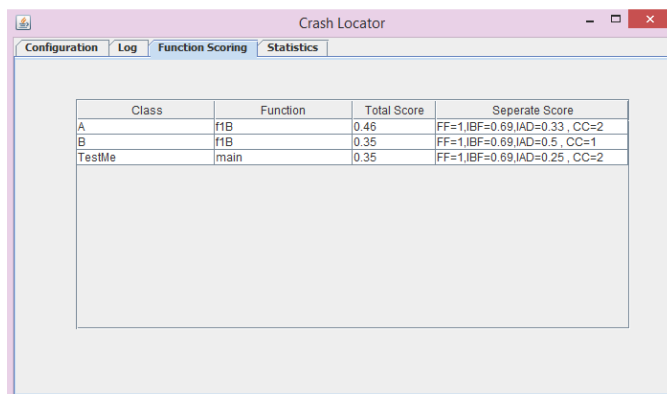 Crash Locator
Configuration Log Function Scoring Statistics
Class Function Total Score Seperate Score
A f1B 0.46 FF=1,IBF=0.69,IAD=0.33 , CC=2
B f1B 0.35 FF=1,IBF=0.69,IAD=0.5 , CC=1
TestMe main 0.35 FF=1,IBF=0.69,IAD=0.25 , CC=2